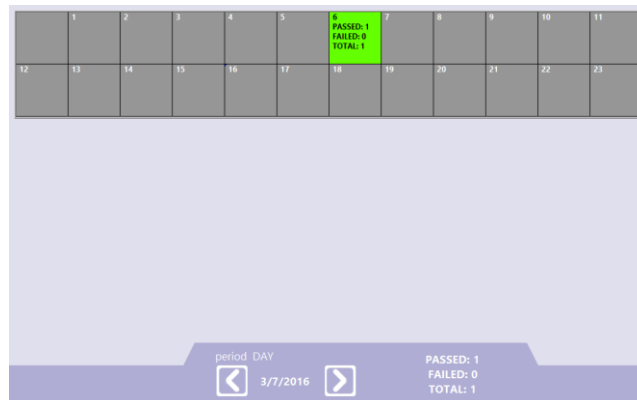 1 2 3 4 5 6 7 8 9 10 11
PASSED: 1
FAILED: 0
TOTAL: 1
12 13 14 15 16 17 18 19 20 21 22 23
period DAY
3/7/2016
PASSED: 1
FAILED: 0
TOTAL: 1